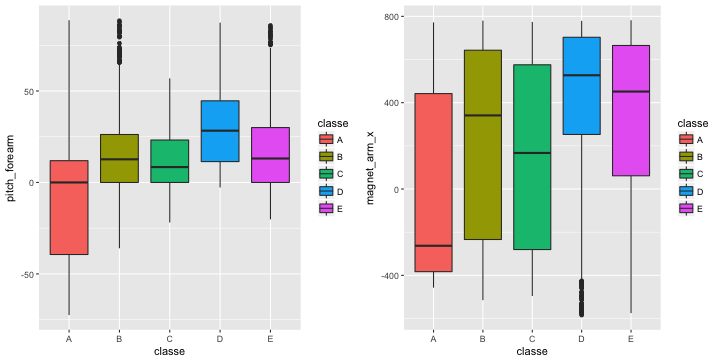 pitch_forearm
50
0
-50
A B C D E
classe
classe
A
B
C
D
E
magnet_arm_x
800
400
0
-400
A B C D E
classe
classe
A
B
C
D
E